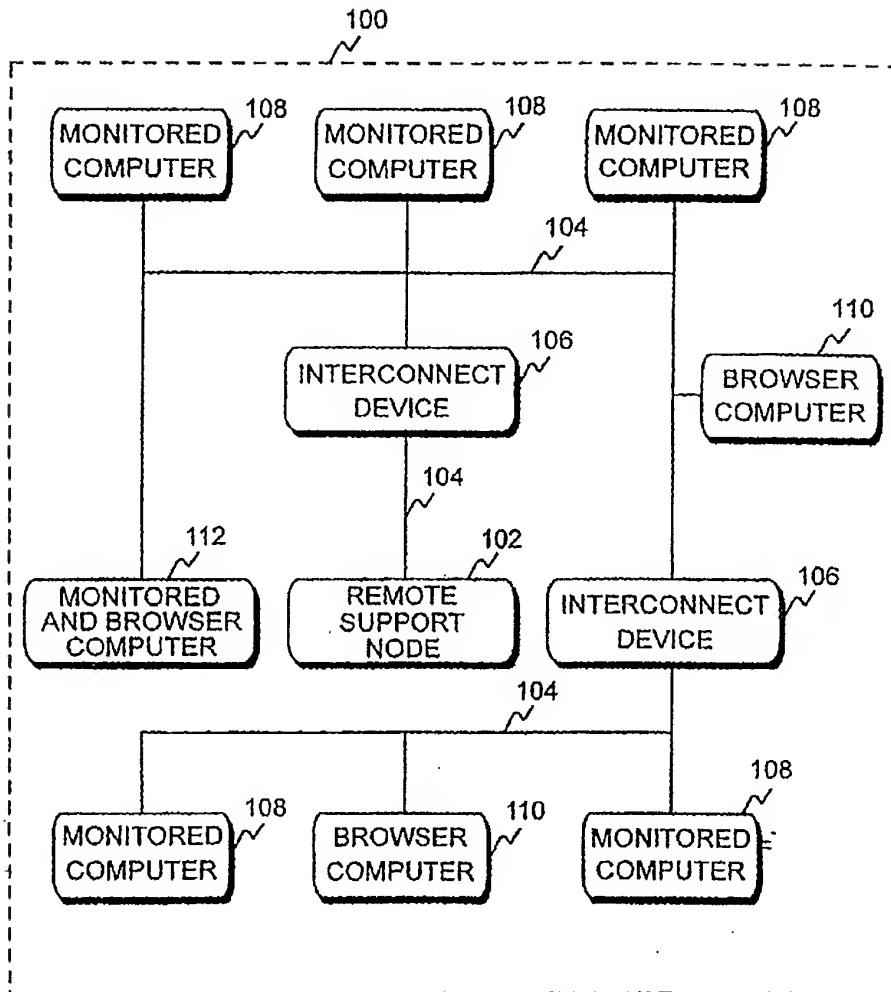 100
MONITORED
COMPUTER
108
MONITORED
COMPUTER
108
MONITORED
COMPUTER
108
104
INTERCONNECT
DEVICE
106
BROWSER
COMPUTER
110
104
MONITORED
AND BROWSER
COMPUTER
112
REMOTE
SUPPORT
NODE
102
INTERCONNECT
DEVICE
106
104
MONITORED
COMPUTER
108
BROWSER
COMPUTER
110
MONITORED
COMPUTER
108